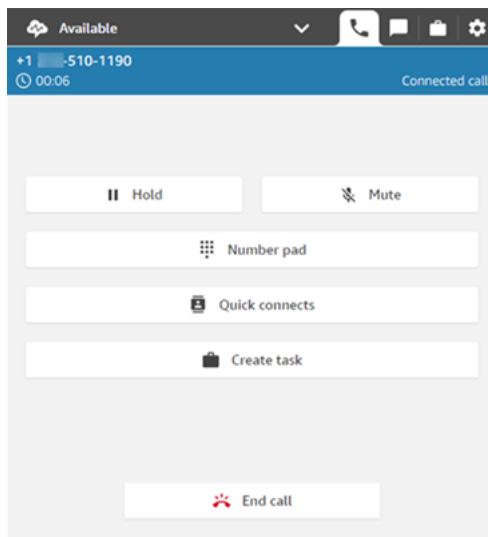 Available
+1 -510-1190
00:06 Connected call
Hold Mute
Number pad
Quick connects
Create task
End call